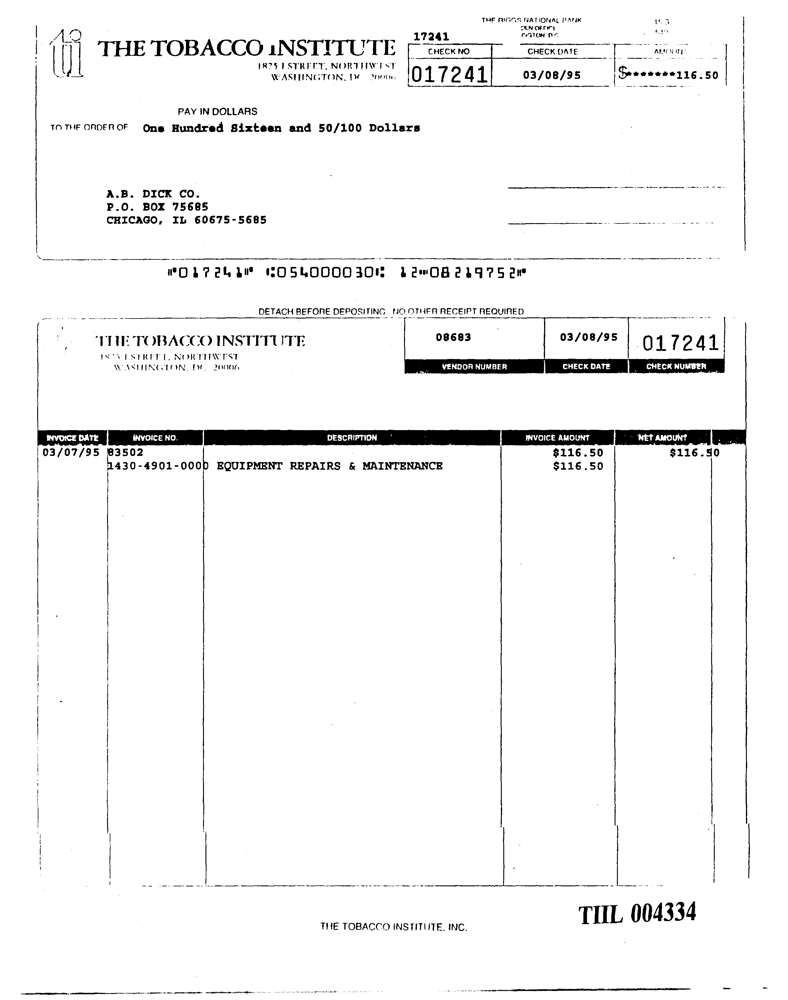 THE RIGGS NATIONAL BANK
17241
THE TOBACCO INSTITUTE
1875 I STREET, NORTHWEST
WASHINGTON, DC 20006
CHECK NO
CHECK DATE
AMOUNT
017241
03/08/95
$*******116.50
PAY IN DOLLARS
TO THE ORDER OF One Hundred Sixteen and 50/100 Dollars
A.B. DICK CO.
P.O. BOX 75685
CHICAGO, IL 60675-5685
⑈017241⑈ ⑆054000030⑆ 12⑈08219752⑈
DETACH BEFORE DEPOSITING NO OTHER RECEIPT REQUIRED
THE TOBACCO INSTITUTE
1875 I STREET, NORTHWEST
WASHINGTON, DC 20006
08683 03/08/95 017241
VENDOR NUMBER CHECK DATE CHECK NUMBER
INVOICE DATE INVOICE NO. DESCRIPTION INVOICE AMOUNT NET AMOUNT
03/07/95 83502 $116.50 $116.50
1430-4901-0000 EQUIPMENT REPAIRS & MAINTENANCE $116.50
THE TOBACCO INSTITUTE, INC.
TIIL 004334